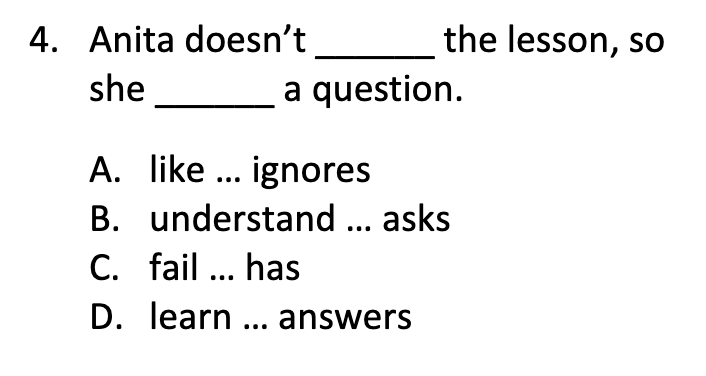 4. Anita doesn’t ______ the lesson, so
she ______ a question.
A. like ... ignores
B. understand ... asks
C. fail ... has
D. learn ... answers